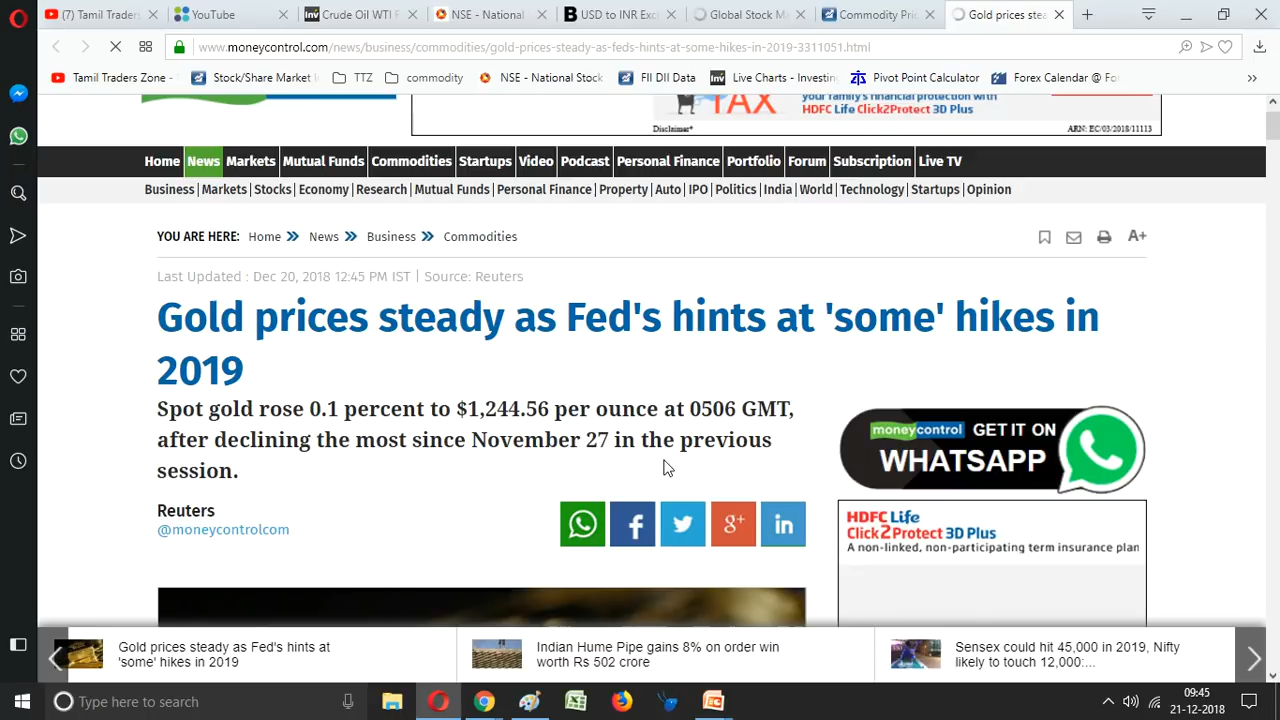 (7) Tamil Traders
YouTube
Crude Oil WTI F
NSE - National
USD to INR Exc
Global Stock M
Commodity Pri
Gold prices stea
www.moneycontrol.com/news/business/commodities/gold-prices-steady-as-feds-hints-at-some-hikes-in-2019-3311051.html
Tamil Traders Zone -
Stock/Share Market
TTZ
commodity
NSE - National Stock
FII DII Data
Live Charts - Investing
Pivot Point Calculator
Forex Calendar @ Fo
TAX
your family's financial protection with
HDFC Life Click2Protect 3D Plus
Disclaimer*
ARN: EC/03/2018/11113
Home News Markets Mutual Funds Commodities Startups Video Podcast Personal Finance Portfolio Forum Subscription Live TV
Business | Markets | Stocks | Economy | Research | Mutual Funds | Personal Finance | Property | Auto | IPO | Politics | India | World | Technology | Startups | Opinion
YOU ARE HERE: Home » News » Business » Commodities
A+
Last Updated : Dec 20, 2018 12:45 PM IST | Source: Reuters
Gold prices steady as Fed's hints at 'some' hikes in
2019
Spot gold rose 0.1 percent to $1,244.56 per ounce at 0506 GMT,
after declining the most since November 27 in the previous
session.
Reuters
@moneycontrolcom
moneycontrol GET IT ON
WHATSAPP
HDFC Life
Click2Protect 3D Plus
A non-linked, non-participating term insurance plan
Gold prices steady as Fed's hints at
'some' hikes in 2019
Indian Hume Pipe gains 8% on order win
worth Rs 502 crore
Sensex could hit 45,000 in 2019, Nifty
likely to touch 12,000:...
Type here to search
09:45
21-12-2018